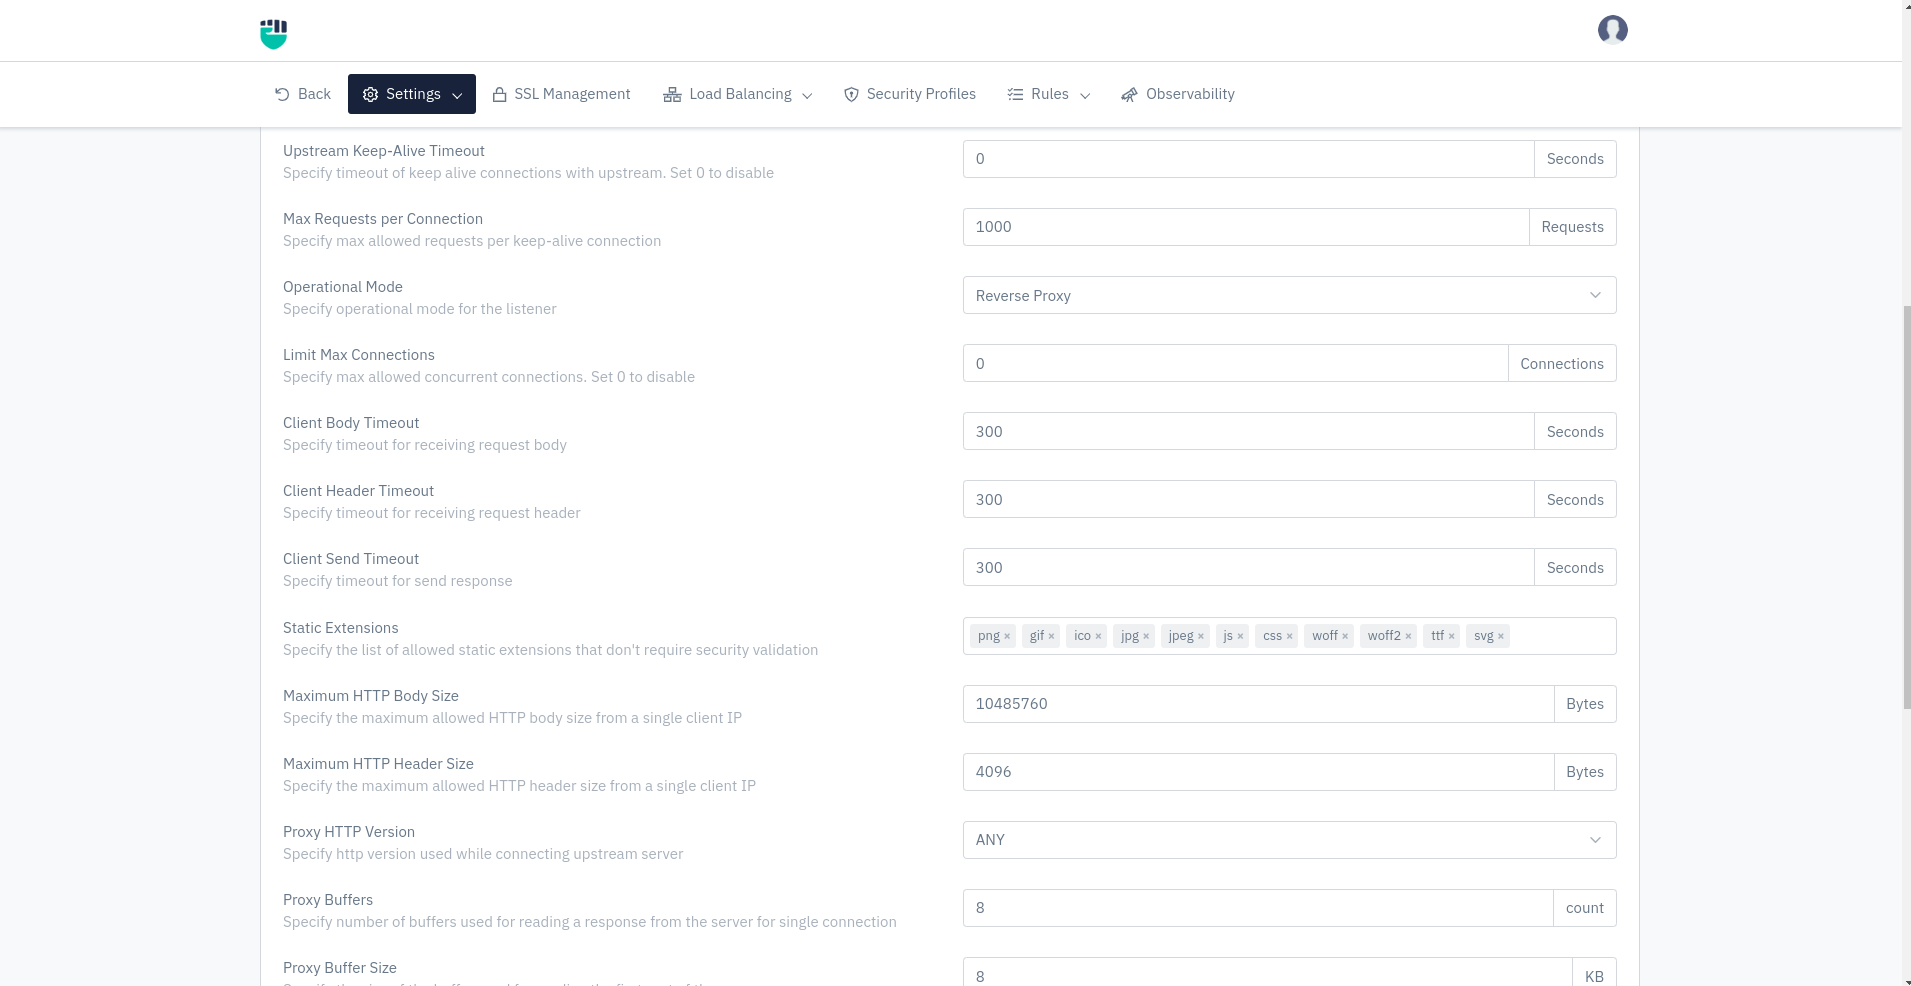 Back
Settings
SSL Management
Load Balancing
Security Profiles
Rules
Observability
Upstream Keep-Alive Timeout
Specify timeout of keep alive connections with upstream. Set 0 to disable
0
Seconds
Max Requests per Connection
Specify max allowed requests per keep-alive connection
1000
Requests
Operational Mode
Specify operational mode for the listener
Reverse Proxy
Limit Max Connections
Specify max allowed concurrent connections. Set 0 to disable
0
Connections
Client Body Timeout
Specify timeout for receiving request body
300
Seconds
Client Header Timeout
Specify timeout for receiving request header
300
Seconds
Client Send Timeout
Specify timeout for send response
300
Seconds
Static Extensions
Specify the list of allowed static extensions that don't require security validation
png × gif × ico × jpg × jpeg × js × css × woff × woff2 × ttf × svg ×
Maximum HTTP Body Size
Specify the maximum allowed HTTP body size from a single client IP
10485760
Bytes
Maximum HTTP Header Size
Specify the maximum allowed HTTP header size from a single client IP
4096
Bytes
Proxy HTTP Version
Specify http version used while connecting upstream server
ANY
Proxy Buffers
Specify number of buffers used for reading a response from the server for single connection
8
count
Proxy Buffer Size
8
KB